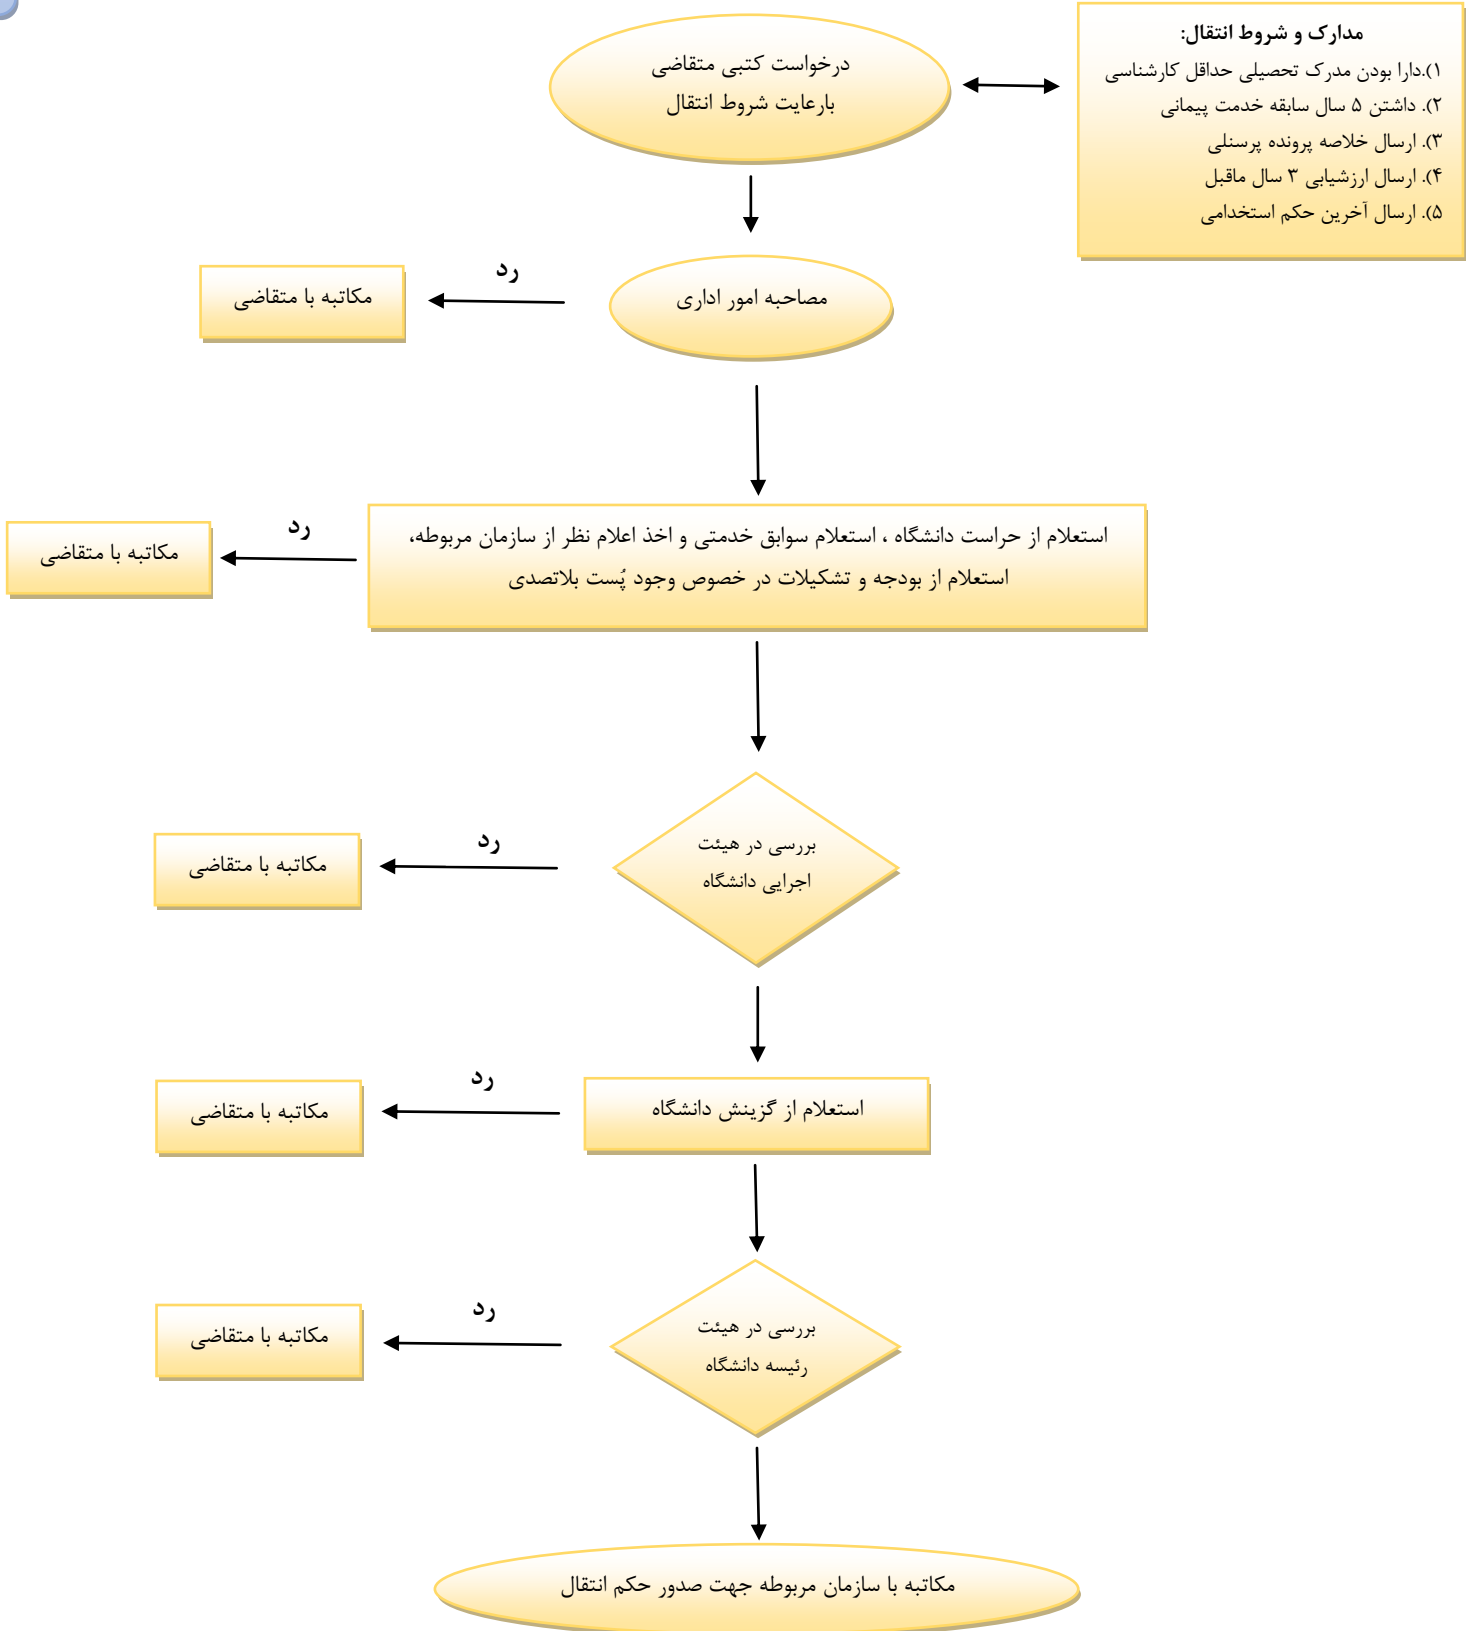 درخواست کتبی متقاضی
بارعایت شروط انتقال
مدارک و شروط انتقال:
۱).دارا بودن مدرک تحصیلی حداقل کارشناسی
۲). داشتن ۵ سال سابقه خدمت پیمانی
۳). ارسال خلاصه پرونده پرسنلی
۴). ارسال ارزشیابی ۳ سال ماقبل
۵). ارسال آخرین حکم استخدامی
مصاحبه امور اداری
رد
مکاتبه با متقاضی
استعلام از حراست دانشگاه ، استعلام سوابق خدمتی و اخذ اعلام نظر از سازمان مربوطه،
استعلام از بودجه و تشکیلات در خصوص وجود پُست بلاتصدی
رد
مکاتبه با متقاضی
بررسی در هیئت
اجرایی دانشگاه
رد
مکاتبه با متقاضی
استعلام از گزینش دانشگاه
رد
مکاتبه با متقاضی
بررسی در هیئت
رئیسه دانشگاه
رد
مکاتبه با متقاضی
مکاتبه با سازمان مربوطه جهت صدور حکم انتقال